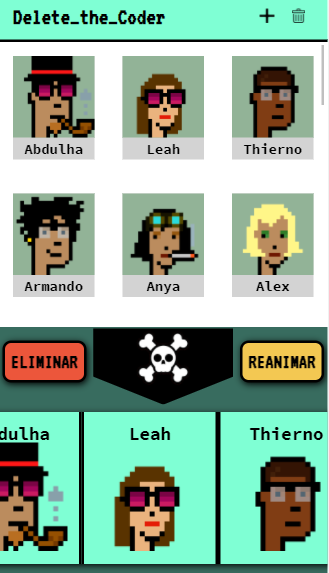 Delete_the_Coder
Abdulha
Leah
Thierno
Armando
Anya
Alex
ELIMINAR
REANIMAR
dulha
Leah
Thierno